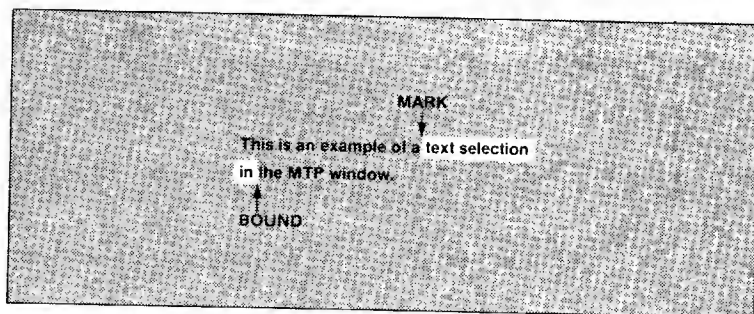 MARK
This is an example of a text selection
in the MTP window.
BOUND